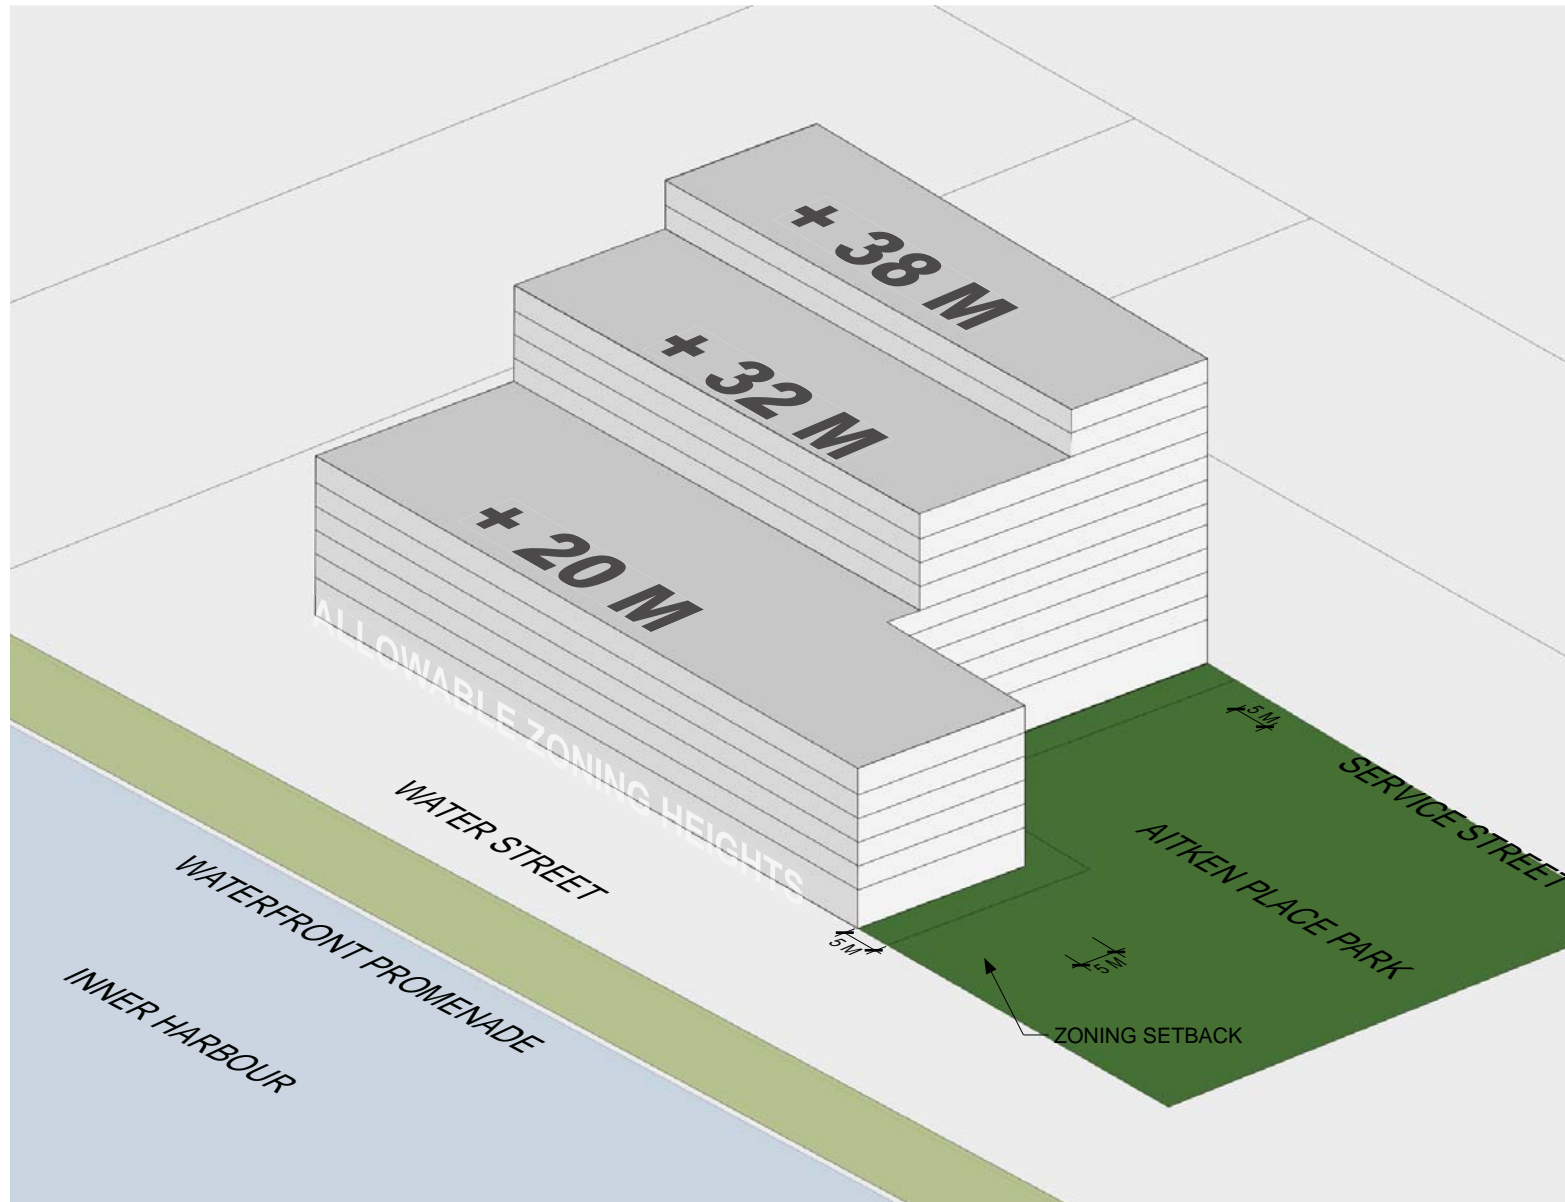 + 38 M
+ 32 M
+ 20 M
ALLOWABLE ZONING HEIGHTS
5 M
SERVICE STREET
AITKEN PLACE PARK
WATER STREET
5 M
5 M
WATERFRONT PROMENADE
ZONING SETBACK
INNER HARBOUR